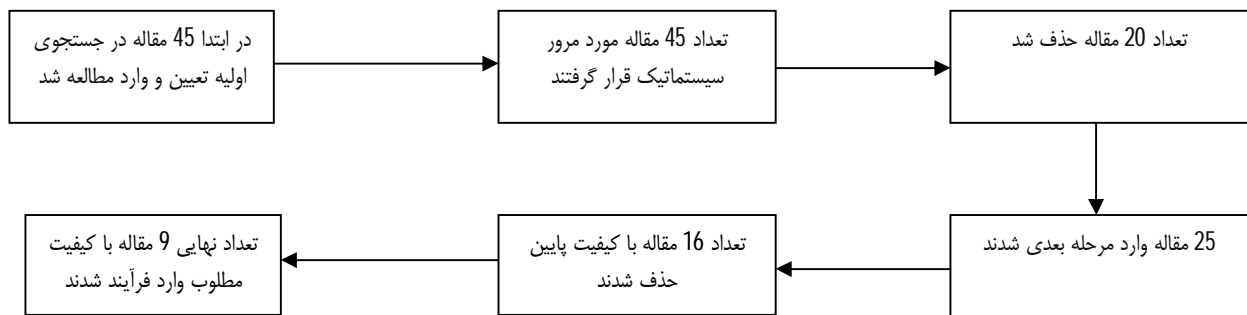 در ابتدا 45 مقاله در جستجوی
اولیه تعیین و وارد مطالعه شد
تعداد 45 مقاله مورد مرور
سیستماتیک قرار گرفتند
تعداد 20 مقاله حذف شد
25 مقاله وارد مرحله بعدی شدند
تعداد 16 مقاله با کیفیت پایین
حذف شدند
تعداد نهایی 9 مقاله با کیفیت
مطلوب وارد فرآیند شدند